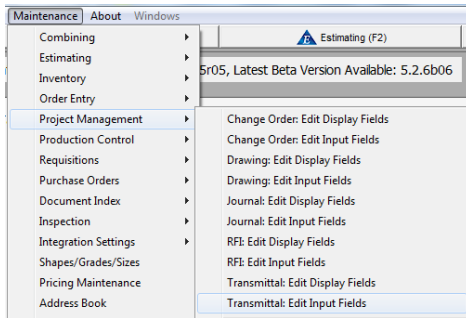 Maintenance About Windows
Combining
Estimating (F2)
Estimating
Inventory
5r05, Latest Beta Version Available: 5.2.6b06
Order Entry
Project Management
Change Order: Edit Display Fields
Production Control
Change Order: Edit Input Fields
Requisitions
Drawing: Edit Display Fields
Purchase Orders
Drawing: Edit Input Fields
Document Index
Journal: Edit Display Fields
Inspection
Journal: Edit Input Fields
Integration Settings
RFI: Edit Display Fields
Shapes/Grades/Sizes
RFI: Edit Input Fields
Pricing Maintenance
Transmittal: Edit Display Fields
Address Book
Transmittal: Edit Input Fields